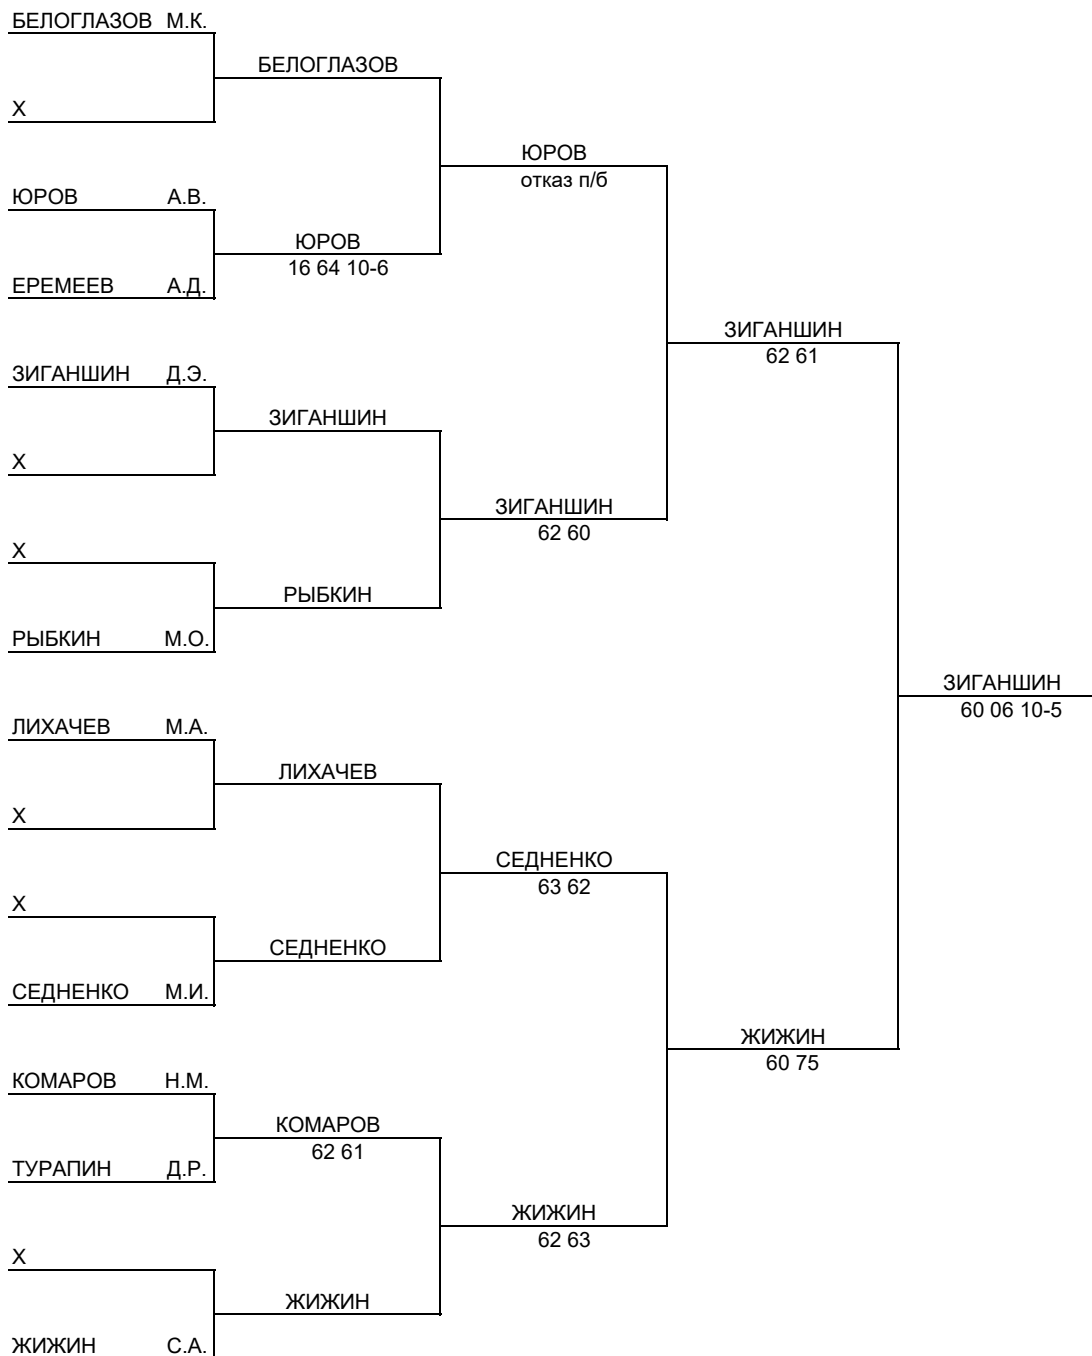 БЕЛОГЛАЗОВ М.К.
БЕЛОГЛАЗОВ
Х
ЮРОВ
отказ п/б
ЮРОВ А.В.
ЮРОВ
16 64 10-6
ЕРЕМЕЕВ А.Д.
ЗИГАНШИН
62 61
ЗИГАНШИН Д.Э.
ЗИГАНШИН
Х
ЗИГАНШИН
62 60
Х
РЫБКИН
РЫБКИН М.О.
ЗИГАНШИН
60 06 10-5
ЛИХАЧЕВ М.А.
ЛИХАЧЕВ
Х
СЕДНЕНКО
63 62
Х
СЕДНЕНКО
СЕДНЕНКО М.И.
ЖИЖИН
60 75
КОМАРОВ Н.М.
КОМАРОВ
62 61
ТУРАПИН Д.Р.
ЖИЖИН
62 63
Х
ЖИЖИН
ЖИЖИН С.А.